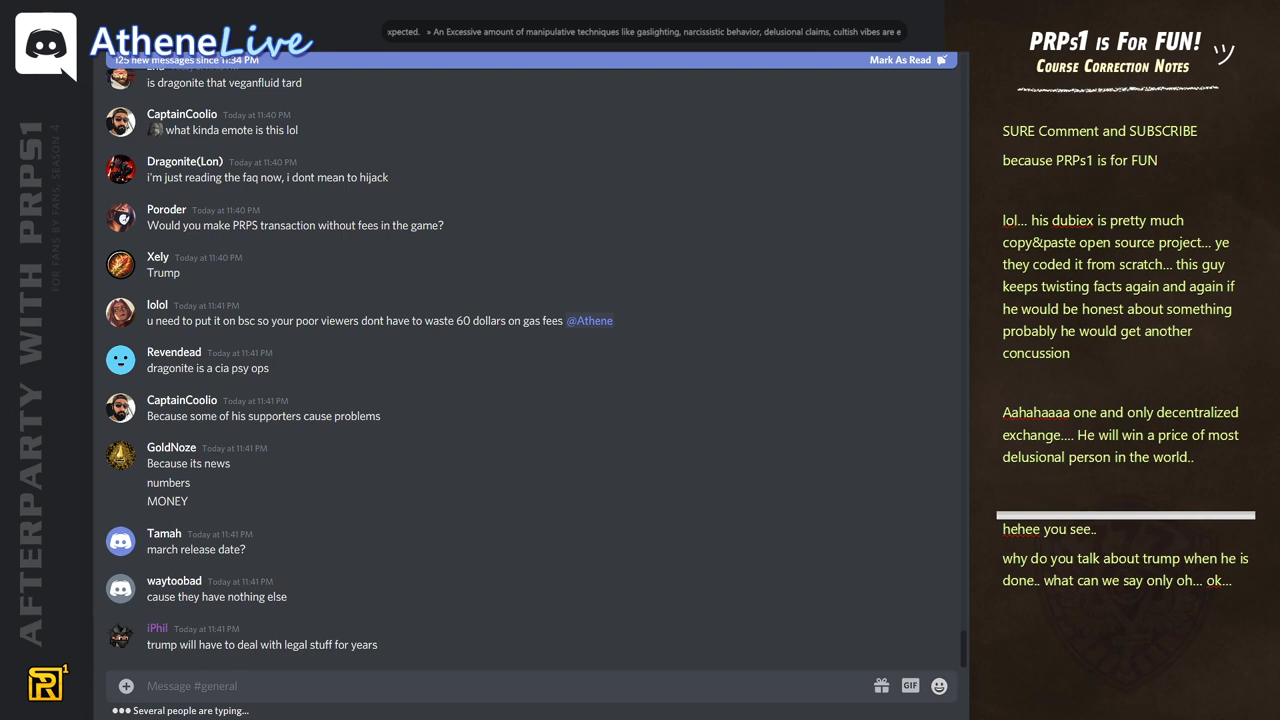 AtheneLive
xpected. » An Excessive amount of manipulative techniques like gaslighting, narcissistic behavior, delusional claims, cultish vibes are e
125 new messages since 11:34 PM
Mark As Read
is dragonite that veganfluid tard
CaptainCoolio Today at 11:40 PM
what kinda emote is this lol
Dragonite(Lon) Today at 11:40 PM
i'm just reading the faq now, i dont mean to hijack
Poroder Today at 11:40 PM
Would you make PRPS transaction without fees in the game?
Xely Today at 11:40 PM
Trump
lolol Today at 11:41 PM
u need to put it on bsc so your poor viewers dont have to waste 60 dollars on gas fees @Athene
Revendead Today at 11:41 PM
dragonite is a cia psy ops
CaptainCoolio Today at 11:41 PM
Because some of his supporters cause problems
GoldNoze Today at 11:41 PM
Because its news
numbers
MONEY
Tamah Today at 11:41 PM
march release date?
waytoobad Today at 11:41 PM
cause they have nothing else
iPhil Today at 11:41 PM
trump will have to deal with legal stuff for years
Message #general
GIF
Several people are typing...
AFTERPARTY WITH PRPS1
FOR FANS BY FANS, SEASON 4
R1
PRPs1 is For FUN!
Course Correction Notes
SURE Comment and SUBSCRIBE
because PRPs1 is for FUN
lol... his dubiex is pretty much
copy&paste open source project... ye
they coded it from scratch... this guy
keeps twisting facts again and again if
he would be honest about something
probably he would get another
concussion
Aahahaaaa one and only decentralized
exchange.... He will win a price of most
delusional person in the world..
hehee you see..
why do you talk about trump when he is
done.. what can we say only oh... ok...